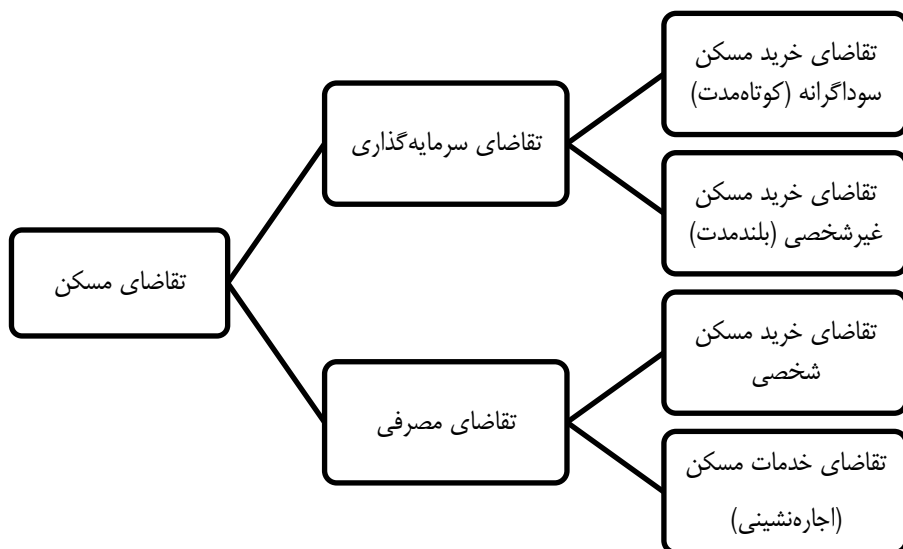 تقاضای خرید مسکن
سوداگرانه (کوتاه‌مدت)
تقاضای سرمایه‌گذاری
تقاضای خرید مسکن
غیرشخصی (بلندمدت)
تقاضای مسکن
تقاضای خرید مسکن
شخصی
تقاضای مصرفی
تقاضای خدمات مسکن
(اجاره‌نشینی)